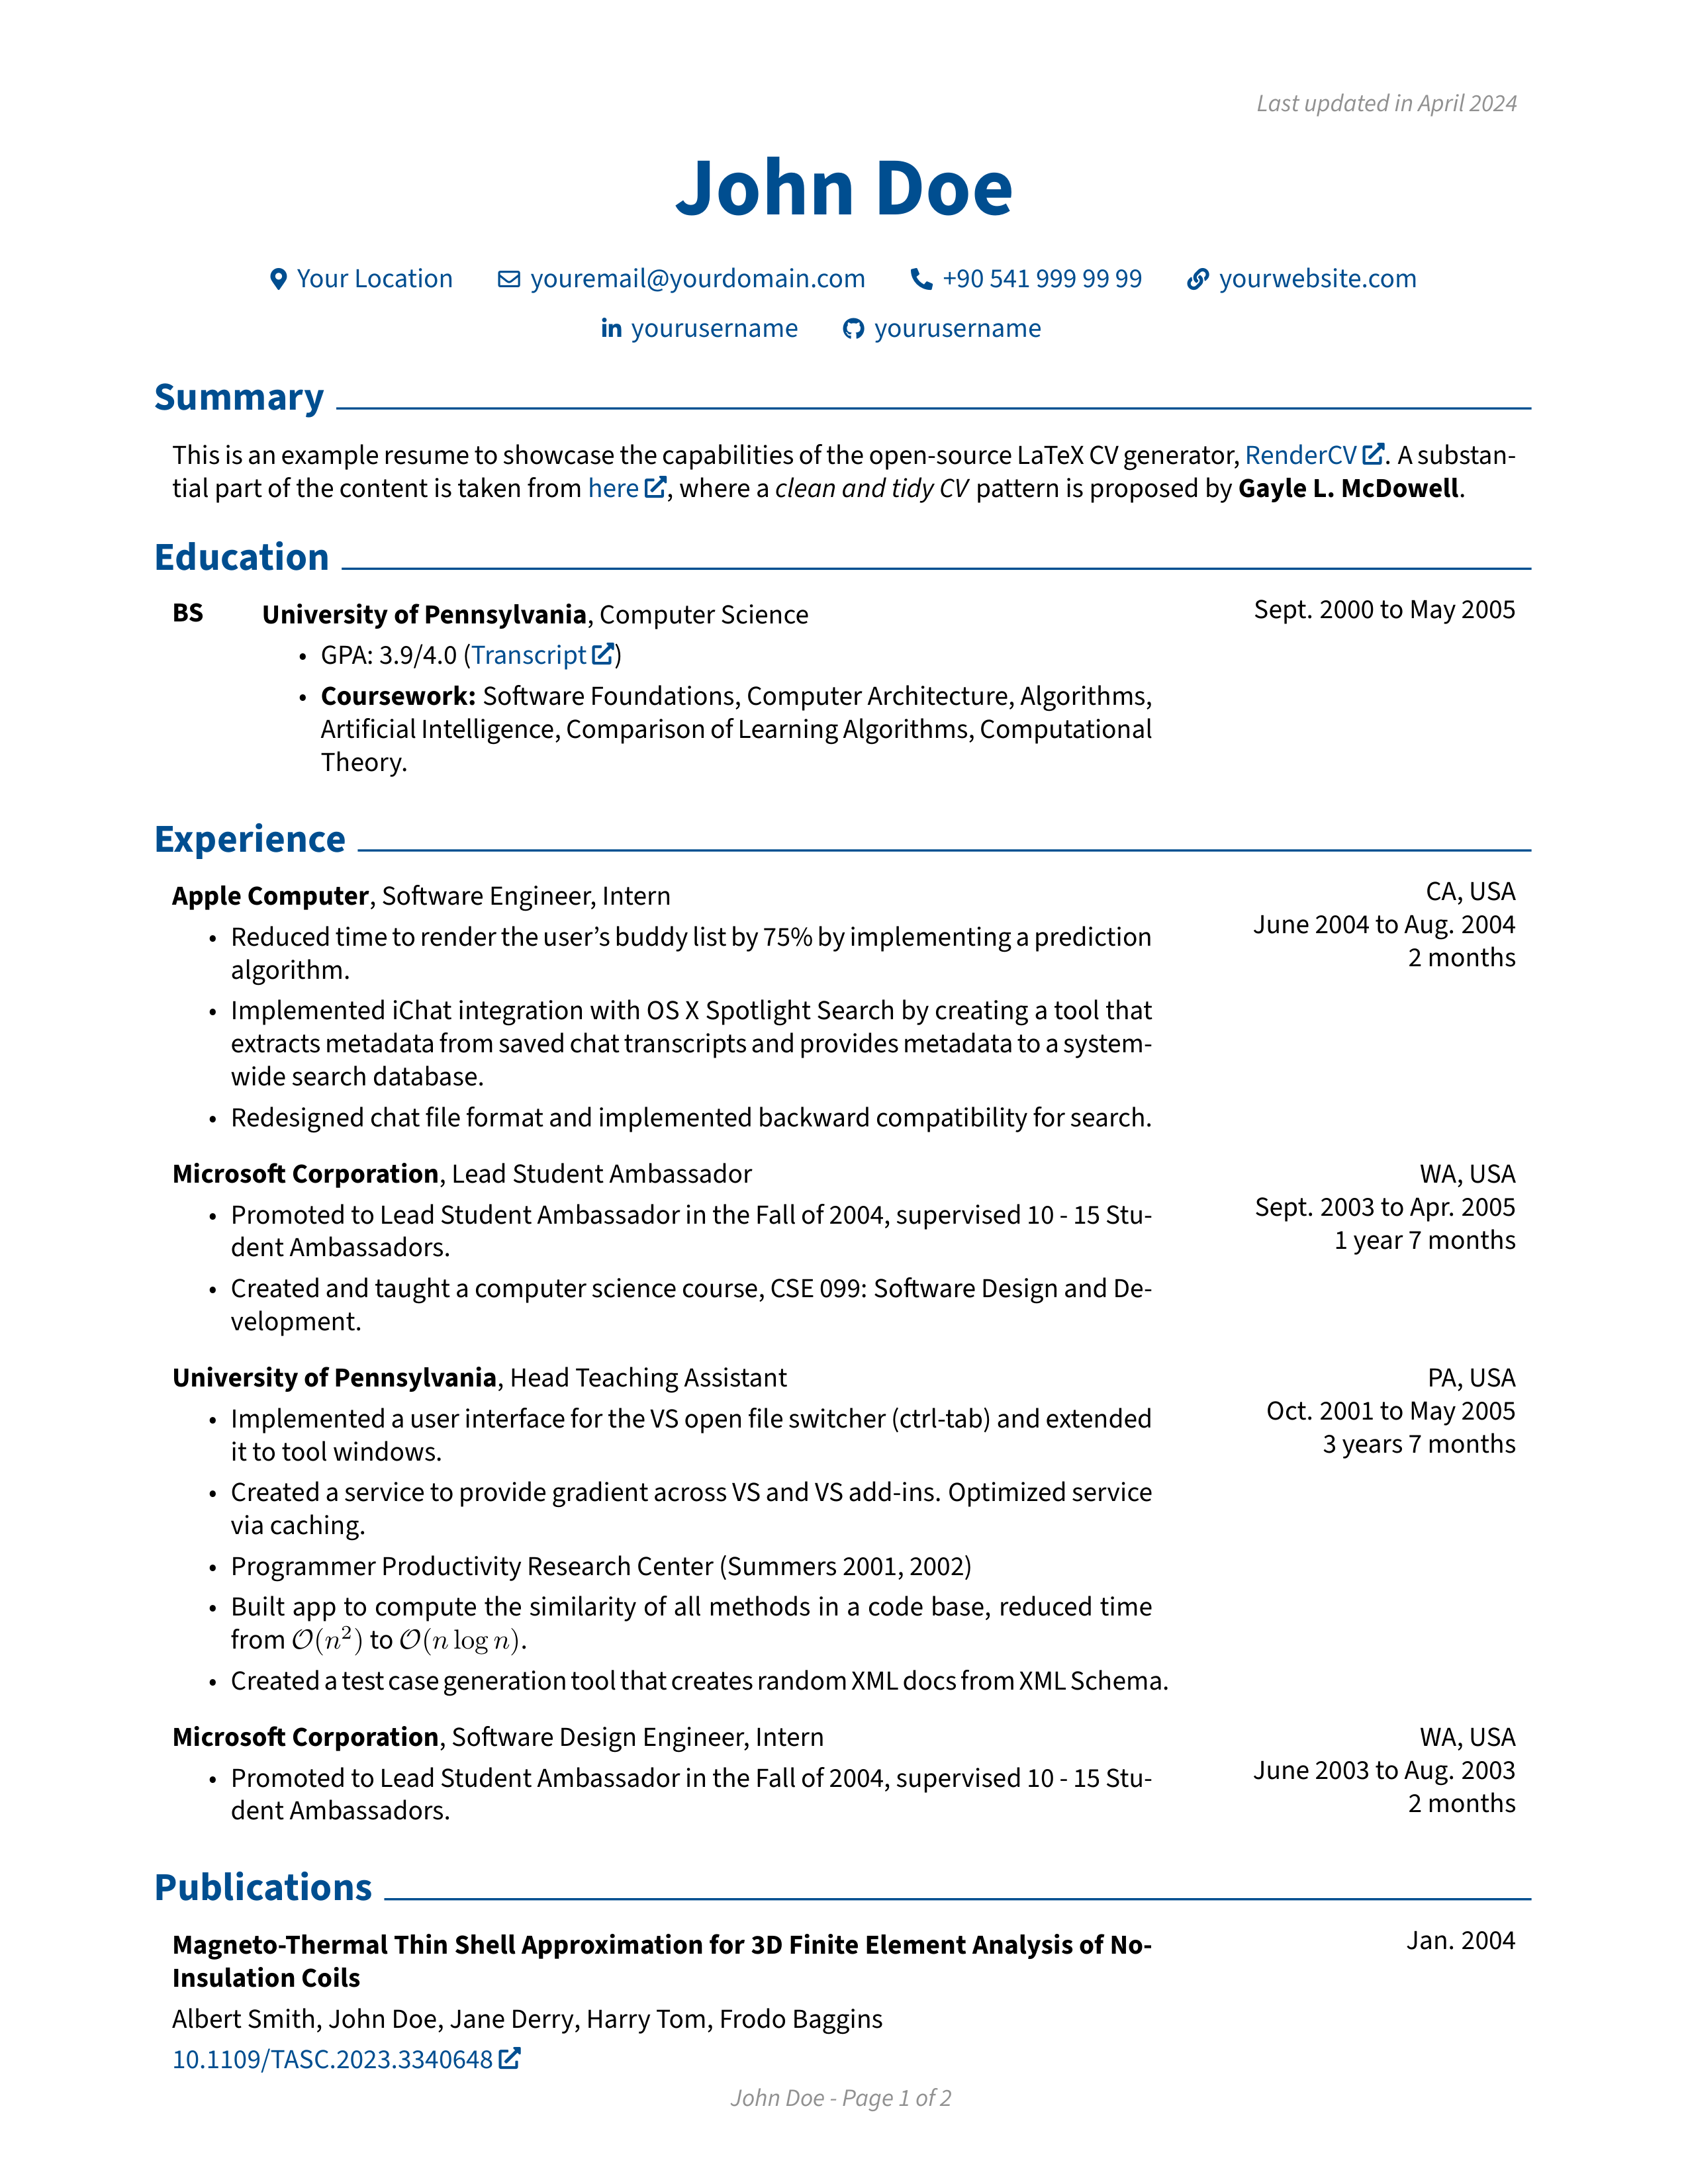 Last updated in April 2024
John Doe
Your Location youremail@yourdomain.com +90 541 999 99 99 yourwebsite.com
yourusername yourusername
Summary
This is an example resume to showcase the capabilities of the open-source LaTeX CV generator, RenderCV. A substan-
tial part of the content is taken from here, where a clean and tidy CV pattern is proposed by Gayle L. McDowell.
Education
BS University of Pennsylvania, Computer Science Sept. 2000 to May 2005
• GPA: 3.9/4.0 (Transcript)
• Coursework: Software Foundations, Computer Architecture, Algorithms,
Artificial Intelligence, Comparison of Learning Algorithms, Computational
Theory.
Experience
Apple Computer, Software Engineer, Intern CA, USA
June 2004 to Aug. 2004
2 months
• Reduced time to render the user’s buddy list by 75% by implementing a prediction
algorithm.
• Implemented iChat integration with OS X Spotlight Search by creating a tool that
extracts metadata from saved chat transcripts and provides metadata to a system-
wide search database.
• Redesigned chat file format and implemented backward compatibility for search.
Microsoft Corporation, Lead Student Ambassador WA, USA
Sept. 2003 to Apr. 2005
1 year 7 months
• Promoted to Lead Student Ambassador in the Fall of 2004, supervised 10 - 15 Stu-
dent Ambassadors.
• Created and taught a computer science course, CSE 099: Software Design and De-
velopment.
University of Pennsylvania, Head Teaching Assistant PA, USA
Oct. 2001 to May 2005
3 years 7 months
• Implemented a user interface for the VS open file switcher (ctrl-tab) and extended
it to tool windows.
• Created a service to provide gradient across VS and VS add-ins. Optimized service
via caching.
• Programmer Productivity Research Center (Summers 2001, 2002)
• Built app to compute the similarity of all methods in a code base, reduced time
from 𝒪(n²) to 𝒪(n log n).
• Created a test case generation tool that creates random XML docs from XML Schema.
Microsoft Corporation, Software Design Engineer, Intern WA, USA
June 2003 to Aug. 2003
2 months
• Promoted to Lead Student Ambassador in the Fall of 2004, supervised 10 - 15 Stu-
dent Ambassadors.
Publications
Magneto-Thermal Thin Shell Approximation for 3D Finite Element Analysis of No- Jan. 2004
Insulation Coils
Albert Smith, John Doe, Jane Derry, Harry Tom, Frodo Baggins
10.1109/TASC.2023.3340648
John Doe - Page 1 of 2